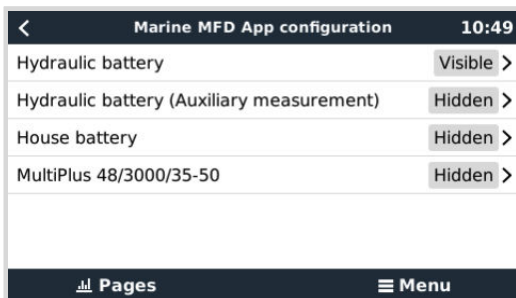 Marine MFD App configuration 10:49
Hydraulic battery Visible
Hydraulic battery (Auxiliary measurement) Hidden
House battery Hidden
MultiPlus 48/3000/35-50 Hidden
Pages Menu